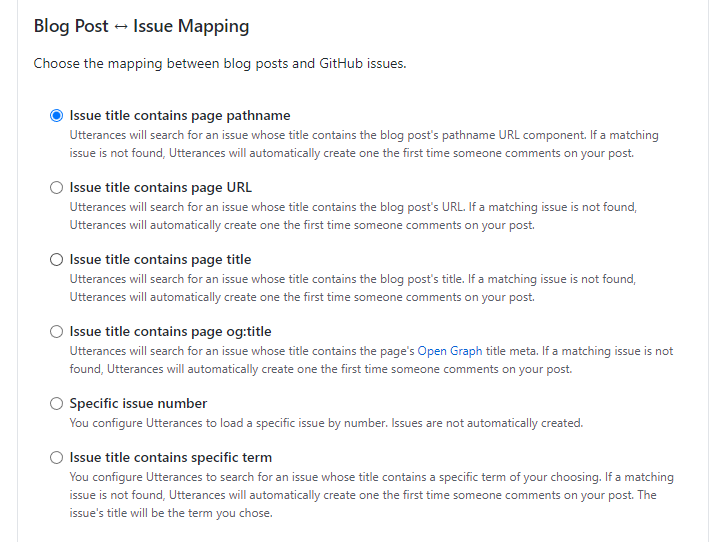 Blog Post ↔ Issue Mapping
Choose the mapping between blog posts and GitHub issues.
Issue title contains page pathname
Utterances will search for an issue whose title contains the blog post's pathname URL component. If a matching
issue is not found, Utterances will automatically create one the first time someone comments on your post.
Issue title contains page URL
Utterances will search for an issue whose title contains the blog post's URL. If a matching issue is not found,
Utterances will automatically create one the first time someone comments on your post.
Issue title contains page title
Utterances will search for an issue whose title contains the blog post's title. If a matching issue is not found,
Utterances will automatically create one the first time someone comments on your post.
Issue title contains page og:title
Utterances will search for an issue whose title contains the page's Open Graph title meta. If a matching issue is not
found, Utterances will automatically create one the first time someone comments on your post.
Specific issue number
You configure Utterances to load a specific issue by number. Issues are not automatically created.
Issue title contains specific term
You configure Utterances to search for an issue whose title contains a specific term of your choosing. If a matching
issue is not found, Utterances will automatically create one the first time someone comments on your post. The
issue's title will be the term you chose.